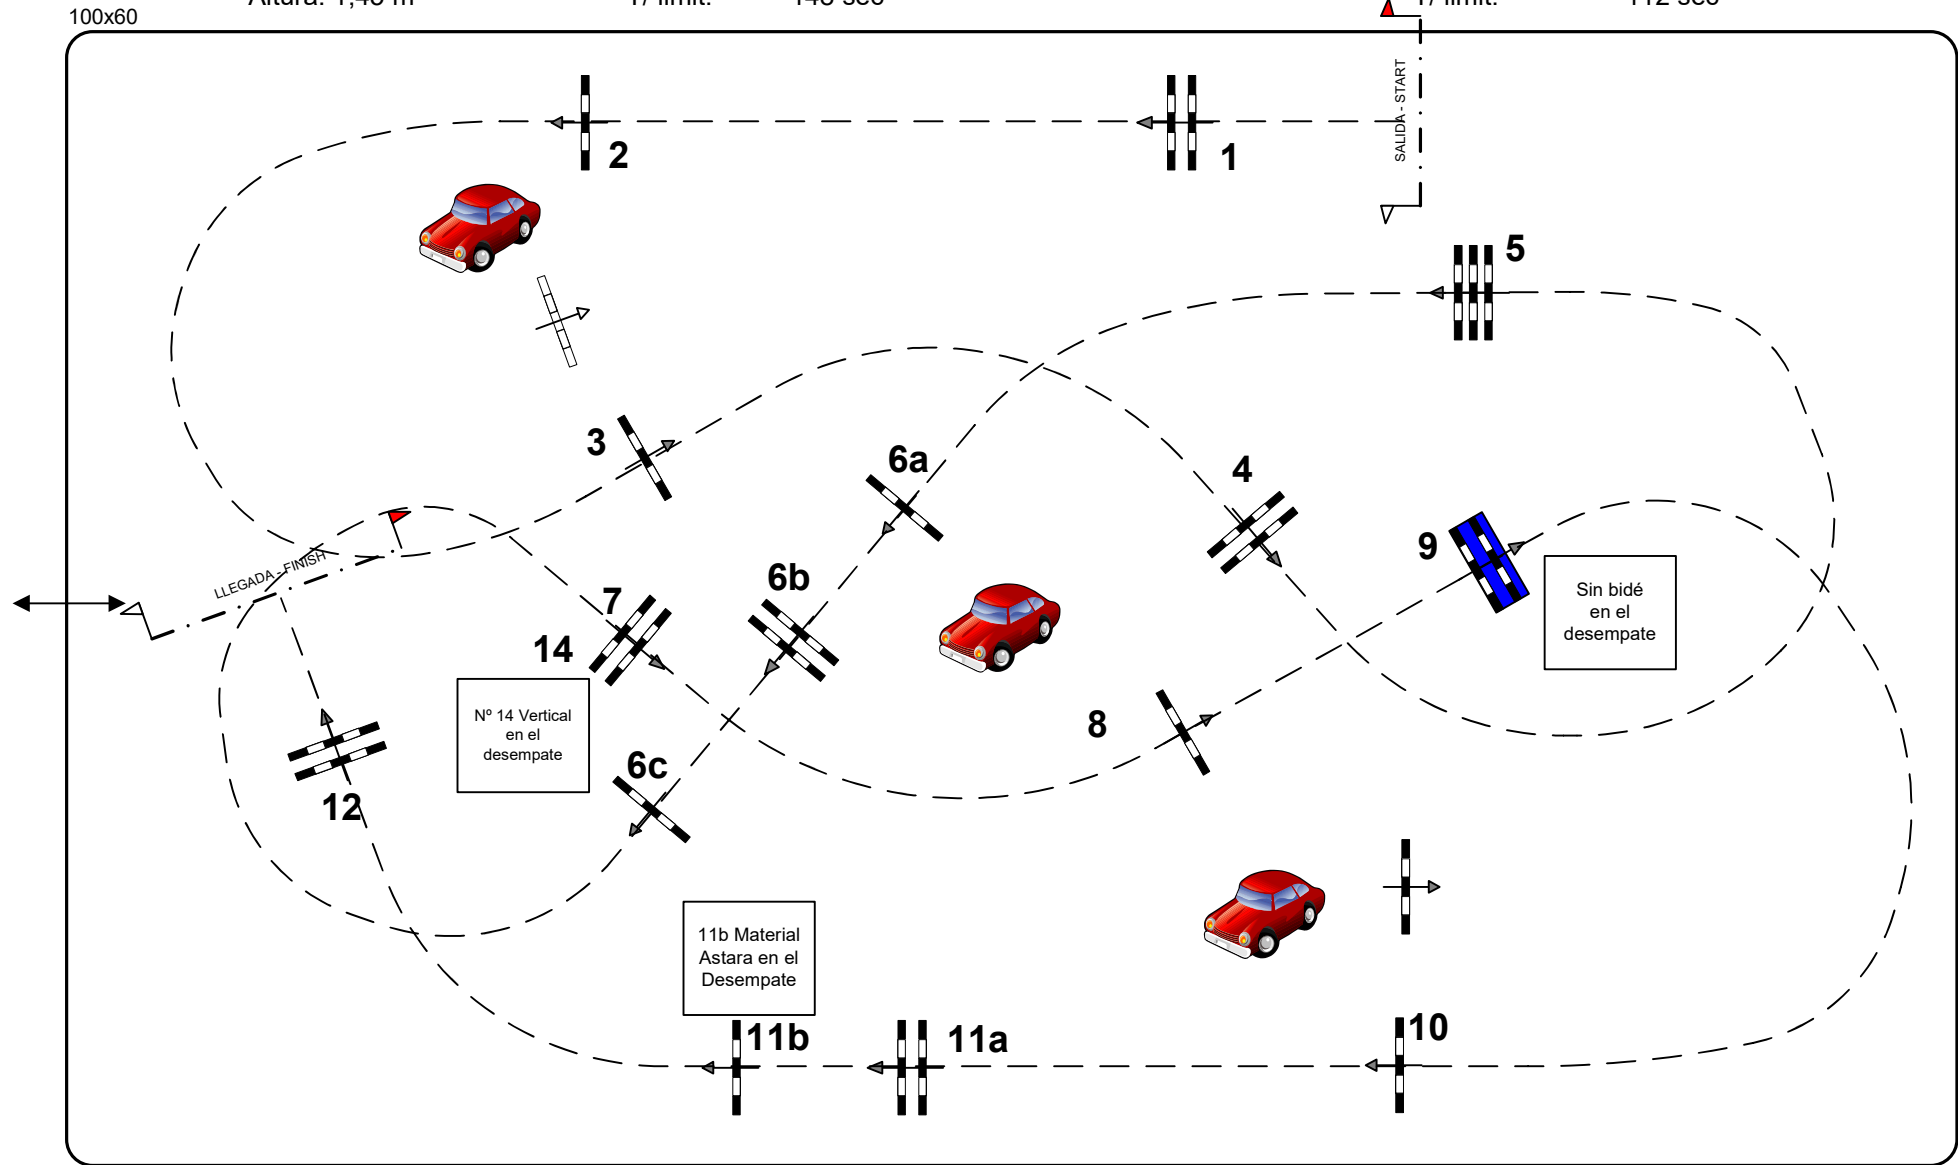 100x60
SALIDA - START
2
1
5
3
6a
4
9
LLEGADA - FINISH
7
6b
14
Sin bidé
en el
desempate
Nº 14 Vertical
en el
desempate
8
6c
12
11b Material
Astara en el
Desempate
11b
11a
10